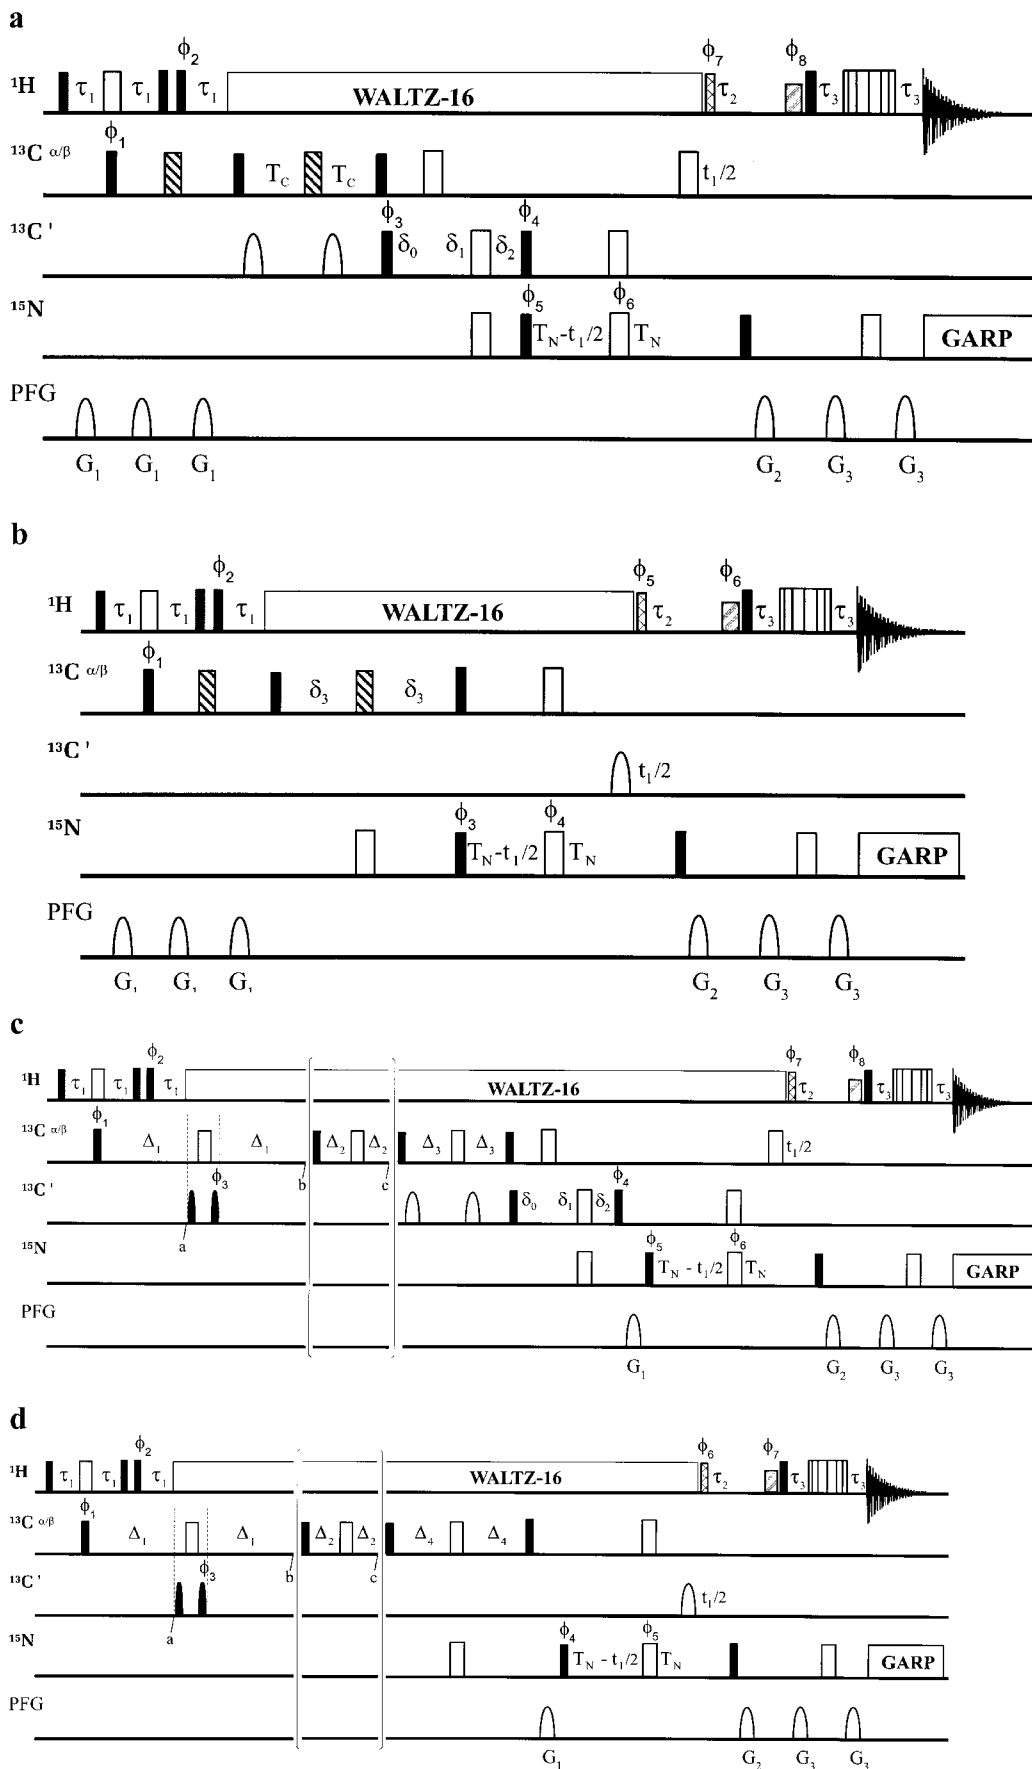 a
ϕ2 ϕ7 ϕ8
¹H τ1 τ1 τ1 WALTZ-16 τ2 τ3 τ3
ϕ1
¹³C α/β TC TC t1/2
ϕ3 ϕ4
¹³C' δ0 δ1 δ2
ϕ5 ϕ6
¹⁵N TN-t1/2 TN GARP
PFG
G1 G1 G1 G2 G3 G3
b
ϕ2 ϕ5 ϕ6
¹H τ1 τ1 τ1 WALTZ-16 τ2 τ3 τ3
ϕ1
¹³C α/β δ3 δ3
¹³C' t1/2
ϕ3 ϕ4
¹⁵N TN-t1/2 TN GARP
PFG
G1 G1 G1 G2 G3 G3
c
ϕ2 ϕ7 ϕ8
¹H τ1 τ1 τ1 WALTZ-16 τ2 τ3 τ3
ϕ1
¹³C α/β Δ1 Δ1 Δ2 Δ2 Δ3 Δ3 t1/2
b c
ϕ3 ϕ4
¹³C' δ0 δ1 δ2
a
ϕ5 ϕ6
¹⁵N TN - t1/2 TN GARP
PFG
G1 G2 G3 G3
d
ϕ2 ϕ6 ϕ7
¹H τ1 τ1 τ1 WALTZ-16 τ2 τ3 τ3
ϕ1
¹³C α/β Δ1 Δ1 Δ2 Δ2 Δ4 Δ4
b c
ϕ3
¹³C' t1/2
a
ϕ4 ϕ5
¹⁵N TN - t1/2 TN GARP
PFG
G1 G2 G3 G3